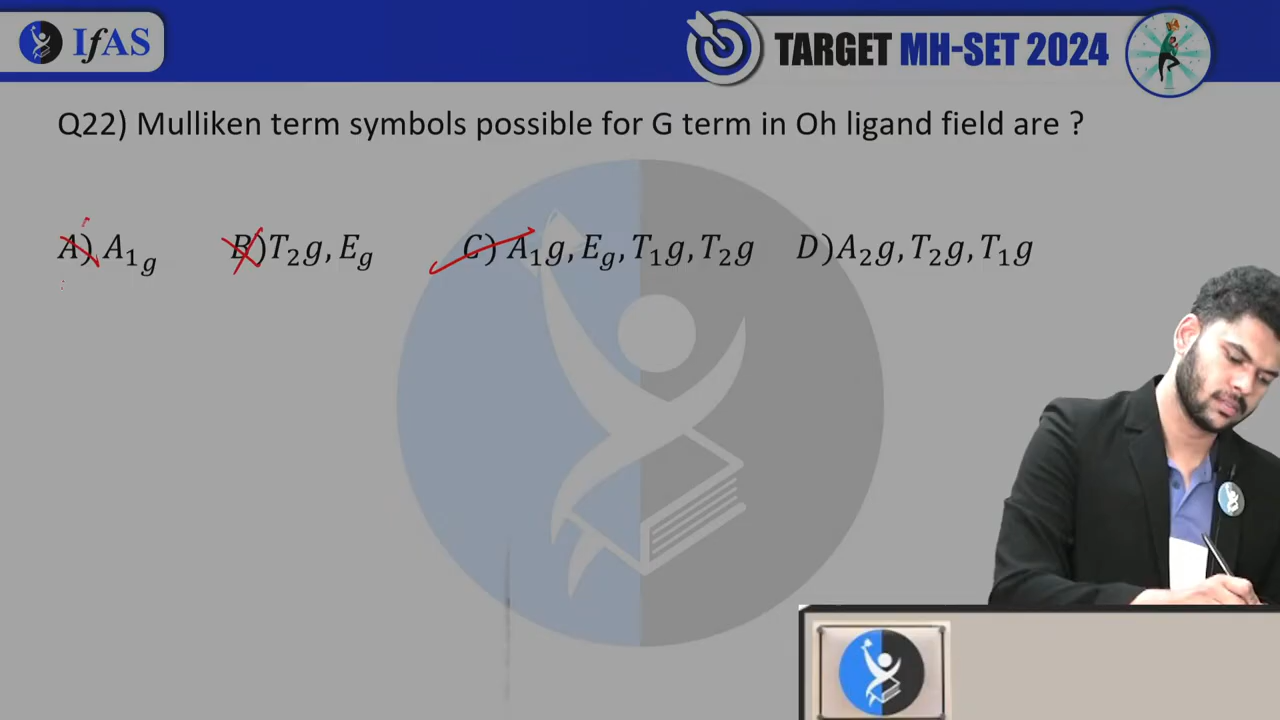 IfAS
TARGET MH-SET 2024
Q22) Mulliken term symbols possible for G term in Oh ligand field are ?
A) A₁g B) T₂g, Eg C) A₁g, Eg, T₁g, T₂g D) A₂g, T₂g, T₁g